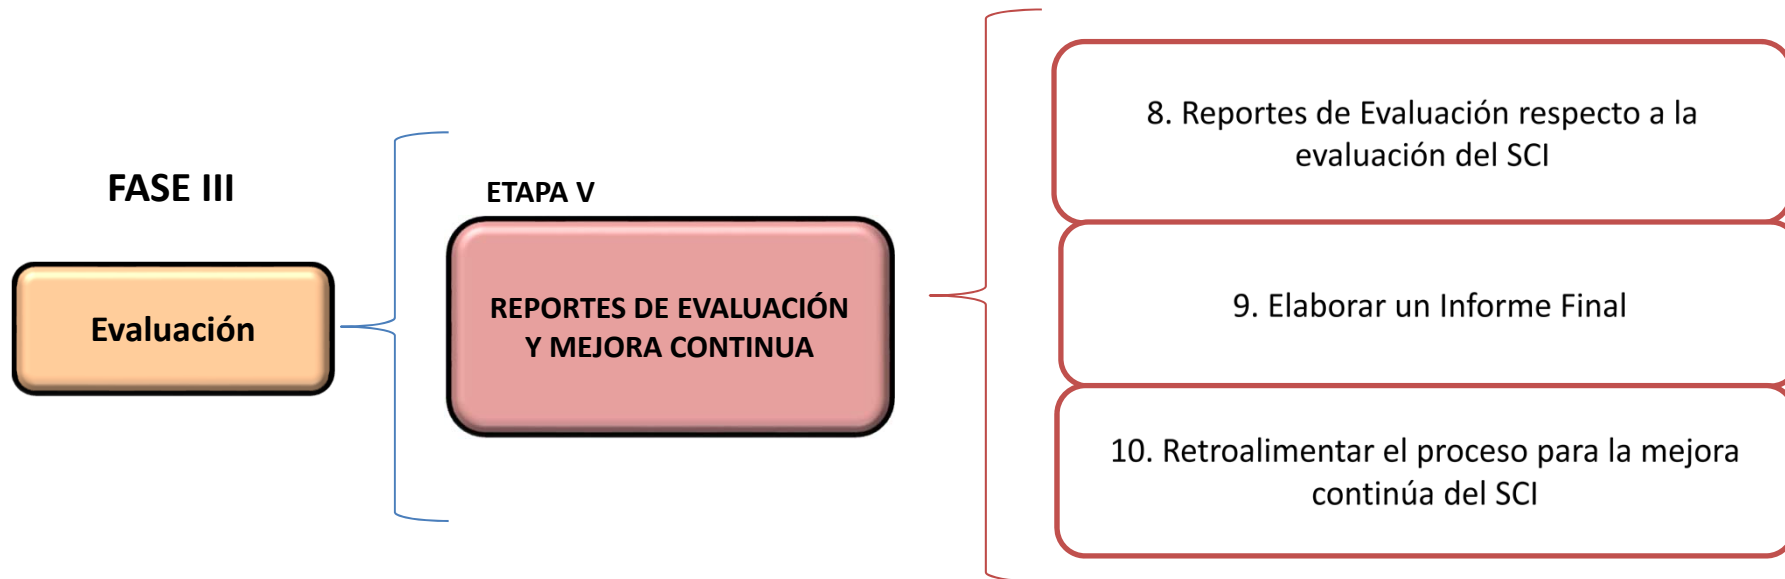 FASE III
Evaluación
ETAPA V
REPORTES DE EVALUACIÓN
Y MEJORA CONTINUA
8. Reportes de Evaluación respecto a la
evaluación del SCI
9. Elaborar un Informe Final
10. Retroalimentar el proceso para la mejora
continúa del SCI